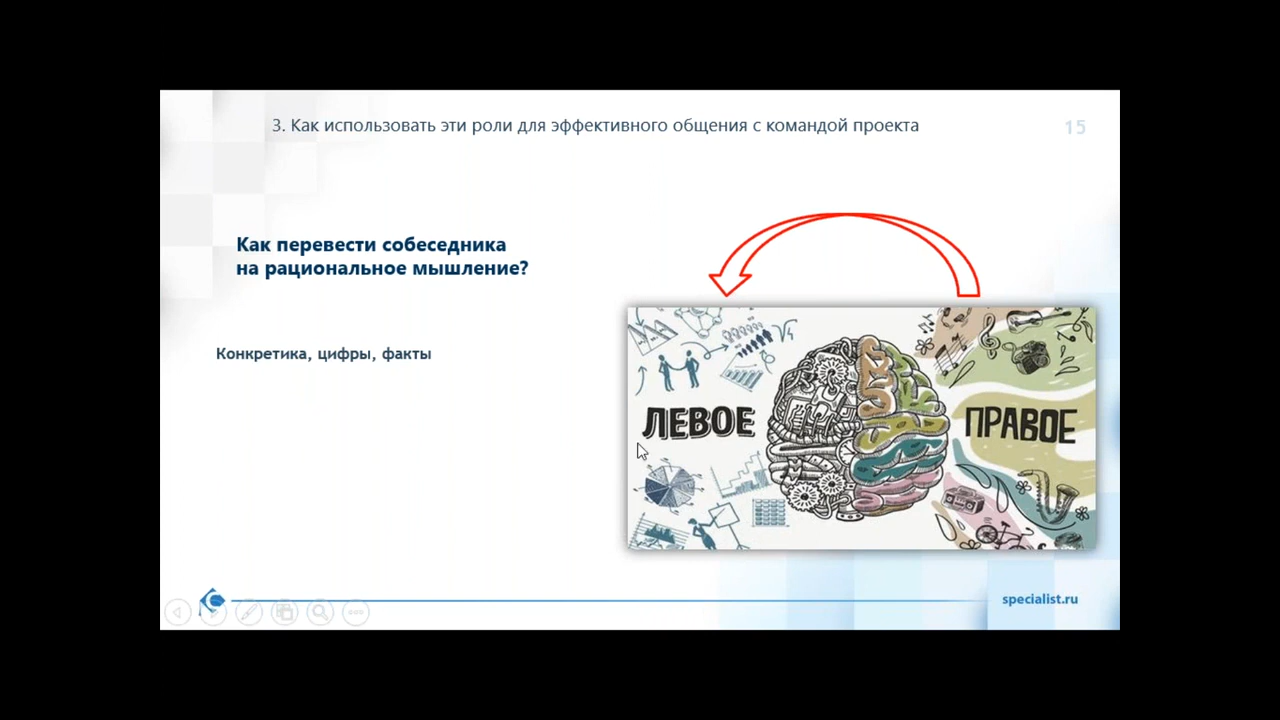 3. Как использовать эти роли для эффективного общения с командой проекта
15
Как перевести собеседника
на рациональное мышление?
Конкретика, цифры, факты
ЛЕВОЕ
ПРАВОЕ
specialist.ru